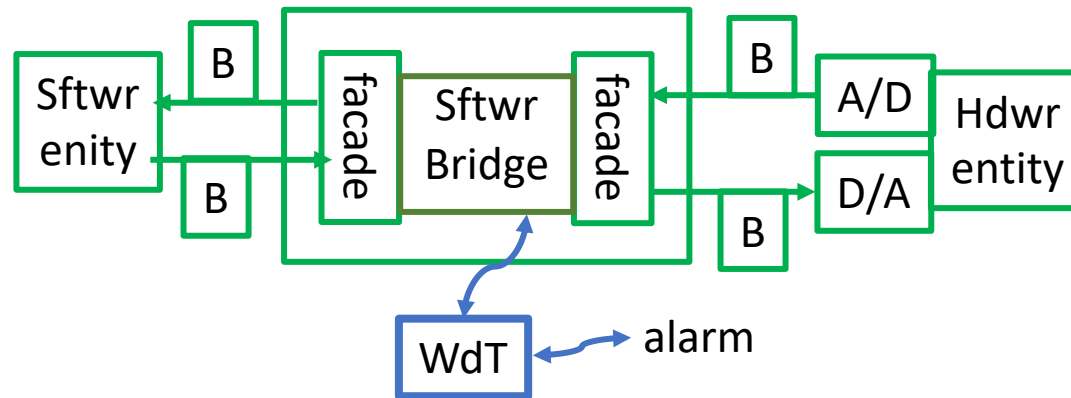 Sftwr
enity
B
B
facade
Sftwr
Bridge
facade
B
B
A/D
D/A
Hdwr
entity
WdT
alarm